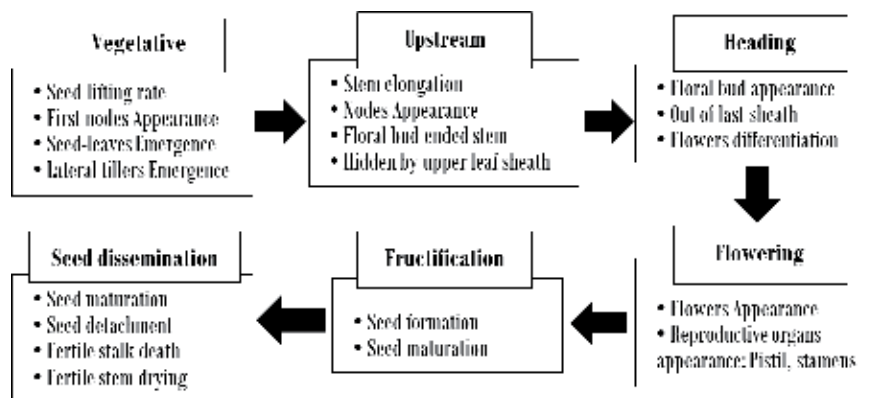 Vegetative
• Seed lifting rate
• First nodes Appearance
• Seed-leaves Emergence
• Lateral tillers Emergence
Upstream
• Stem elongation
• Nodes Appearance
• Floral bud ended stem
• Hidden by upper leaf sheath
Heading
• Floral bud appearance
• Out of last sheath
• Flowers differentiation
Flowering
• Flowers Appearance
• Reproductive organs
appearance: Pistil, stamens
Fructification
• Seed formation
• Seed maturation
Seed dissemination
• Seed maturation
• Seed detachment
• Fertile stalk death
• Fertile stem drying